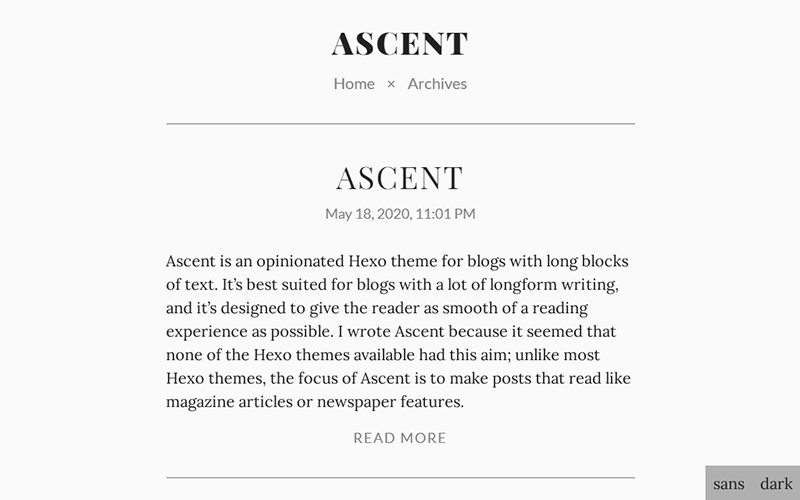 ASCENT
Home × Archives
ASCENT
May 18, 2020, 11:01 PM
Ascent is an opinionated Hexo theme for blogs with long blocks
of text. It’s best suited for blogs with a lot of longform writing,
and it’s designed to give the reader as smooth of a reading
experience as possible. I wrote Ascent because it seemed that
none of the Hexo themes available had this aim; unlike most
Hexo themes, the focus of Ascent is to make posts that read like
magazine articles or newspaper features.
READ MORE
sans dark